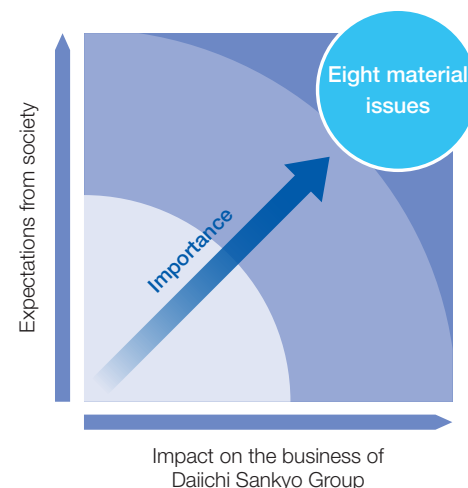 Eight material
issues
Expectations from society
Importance
Impact on the business of
Daiichi Sankyo Group